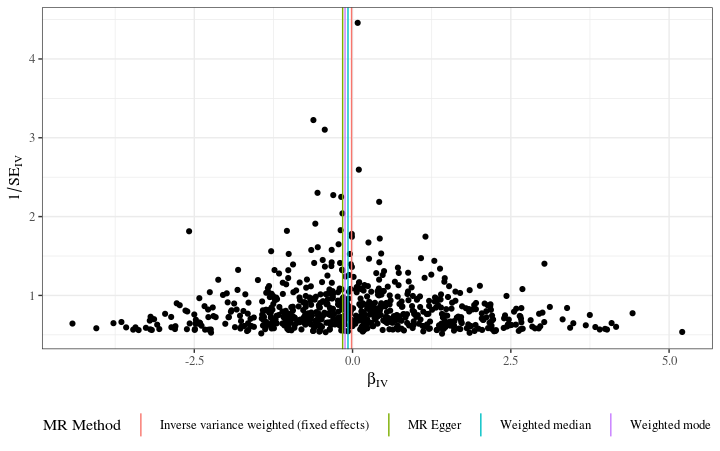 4
3
2
1
1/SE_IV
-2.5 0.0 2.5 5.0
β_IV
MR Method Inverse variance weighted (fixed effects) MR Egger Weighted median Weighted mode